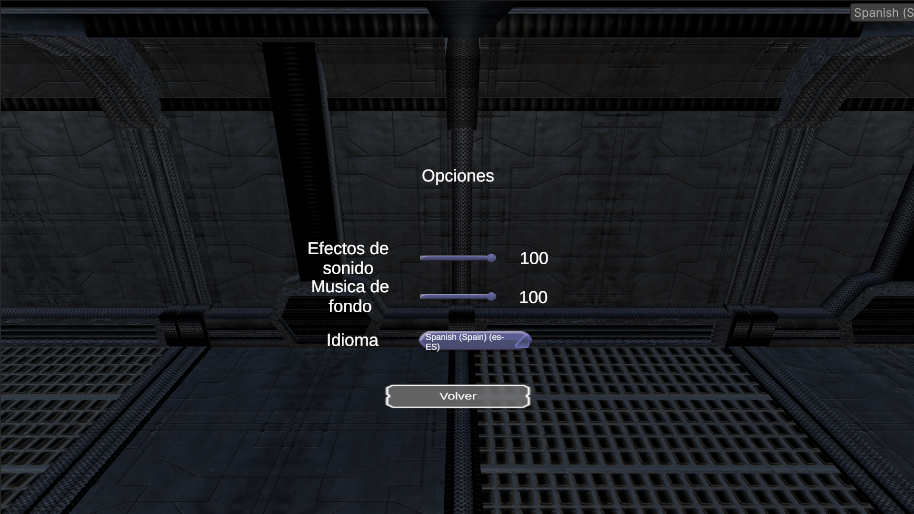 Spanish (S
Opciones
Efectos de
sonido
100
Musica de
fondo
100
Idioma
Spanish (Spain) (es-
ES)
Volver